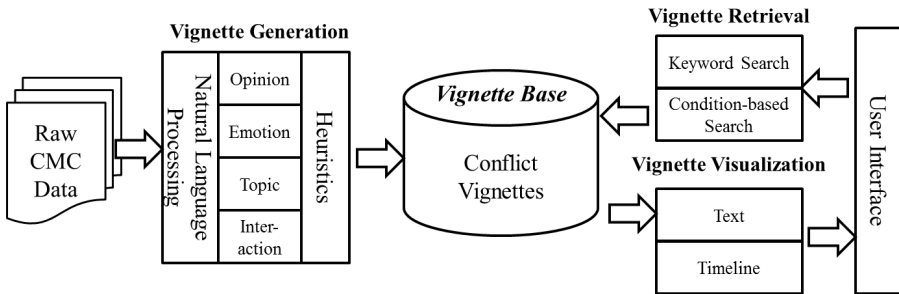 Vignette Generation
Raw
CMC
Data
Natural Language
Processing
Opinion
Emotion
Topic
Inter-
action
Heuristics
Vignette Base
Conflict
Vignettes
Vignette Retrieval
Keyword Search
Condition-based
Search
Vignette Visualization
Text
Timeline
User Interface